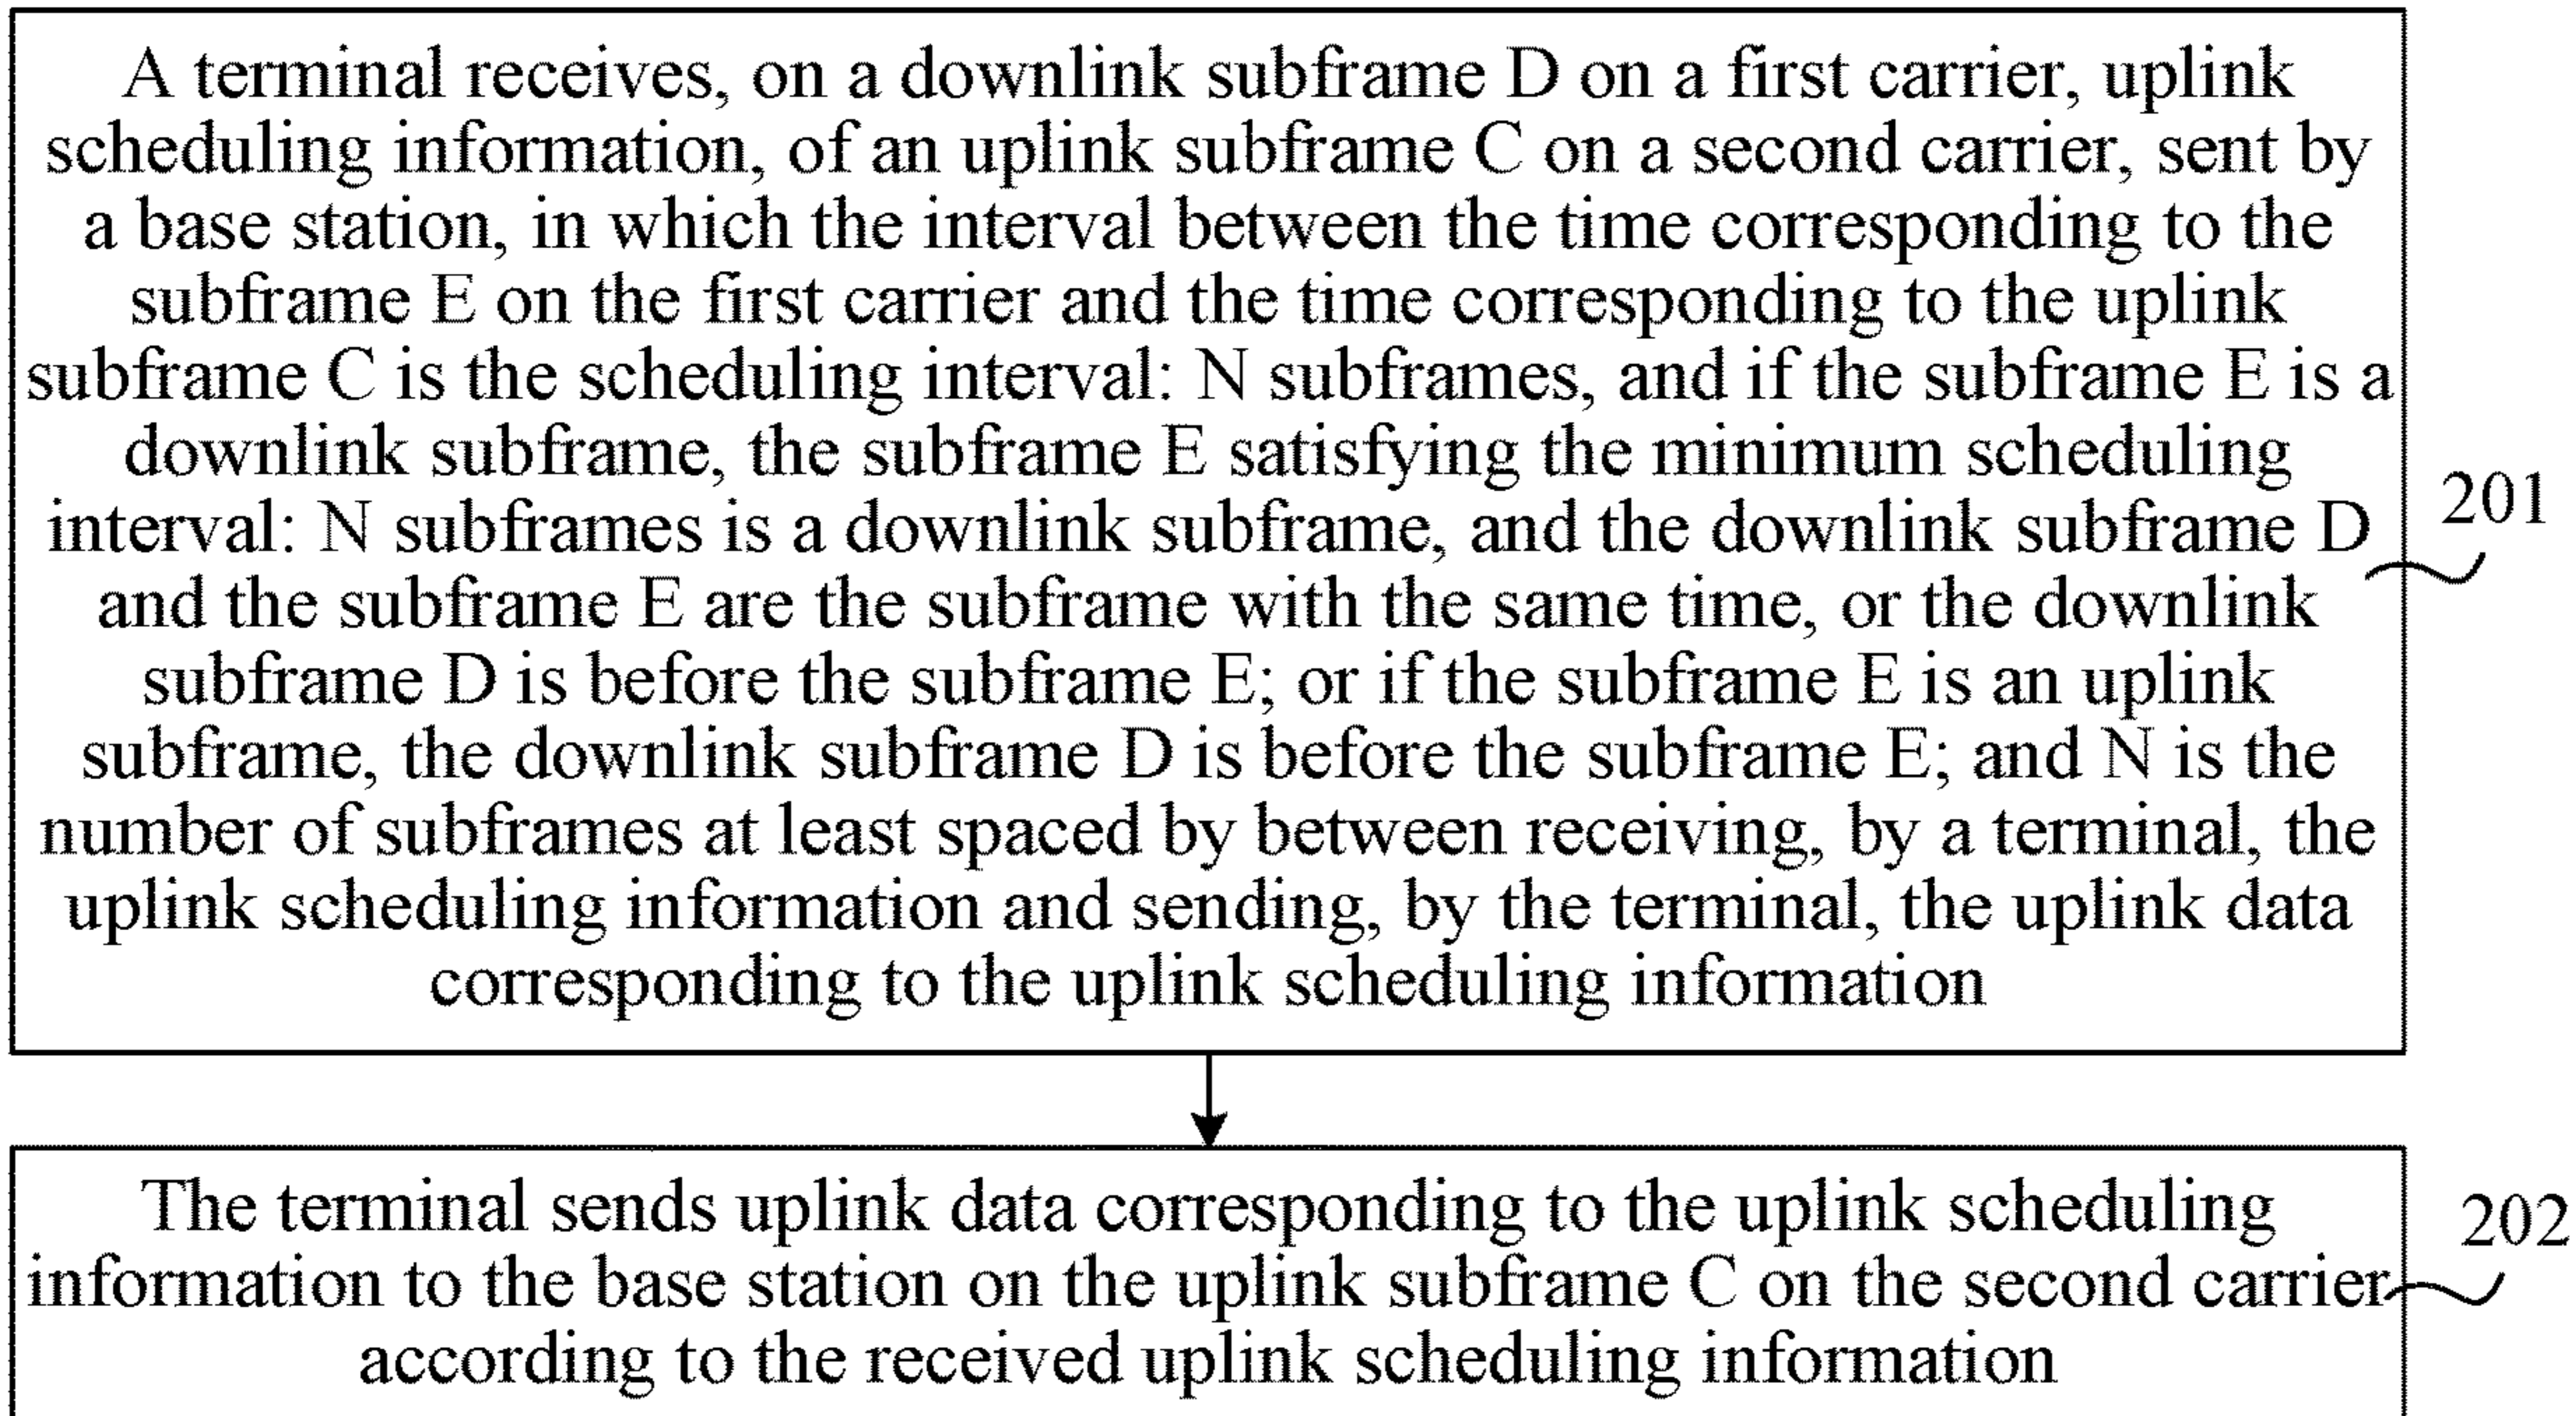 A terminal receives, on a downlink subframe D on a first carrier, uplink
scheduling information, of an uplink subframe C on a second carrier, sent by
a base station, in which the interval between the time corresponding to the
subframe E on the first carrier and the time corresponding to the uplink
subframe C is the scheduling interval: N subframes, and if the subframe E is a
downlink subframe, the subframe E satisfying the minimum scheduling
interval: N subframes is a downlink subframe, and the downlink subframe D
and the subframe E are the subframe with the same time, or the downlink
subframe D is before the subframe E; or if the subframe E is an uplink
subframe, the downlink subframe D is before the subframe E; and N is the
number of subframes at least spaced by between receiving, by a terminal, the
uplink scheduling information and sending, by the terminal, the uplink data
corresponding to the uplink scheduling information
201
The terminal sends uplink data corresponding to the uplink scheduling
information to the base station on the uplink subframe C on the second carrier
according to the received uplink scheduling information
202